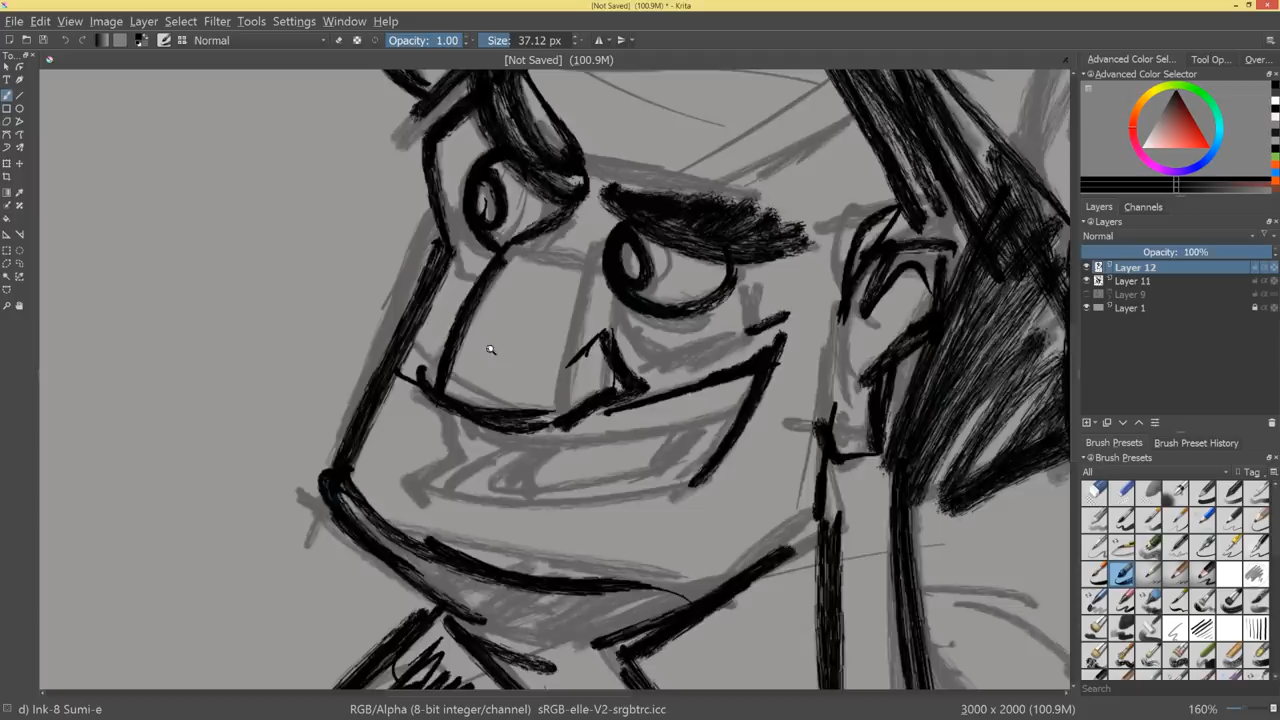 [Not Saved] (100.9M) * - Krita
File Edit View Image Layer Select Filter Tools Settings Window Help
Normal Opacity: 1.00 Size: 37.12 px
To... [Not Saved] (100.9M) Advanced Color Sel... Tool Op... Over...
Advanced Color Selector
Layers Channels
Layers
Normal
Opacity: 100%
Layer 12
Layer 11
Layer 9
Layer 1
Brush Presets Brush Preset History
Brush Presets
All Tag
Search
d) Ink-8 Sumi-e RGB/Alpha (8-bit integer/channel) sRGB-elle-V2-srgbtrc.icc 3000 x 2000 (100.9M) 160%